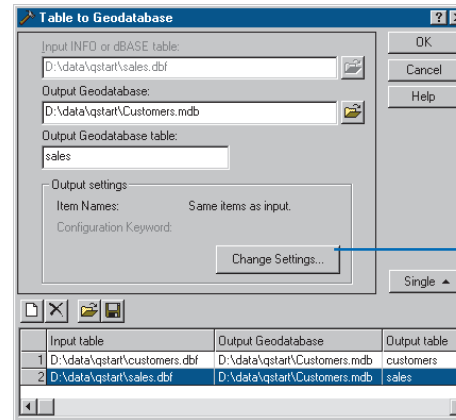 Table to Geodatabase
Input INFO or dBASE table:
D:\data\qstart\sales.dbf
Output Geodatabase:
D:\data\qstart\Customers.mdb
Output Geodatabase table:
sales
Output settings
Item Names: Same items as input.
Configuration Keyword:
Change Settings...
OK
Cancel
Help
Single
Input table Output Geodatabase Output table
1 D:\data\qstart\customers.dbf D:\data\qstart\Customers.mdb customers
2 D:\data\qstart\sales.dbf D:\data\qstart\Customers.mdb sales